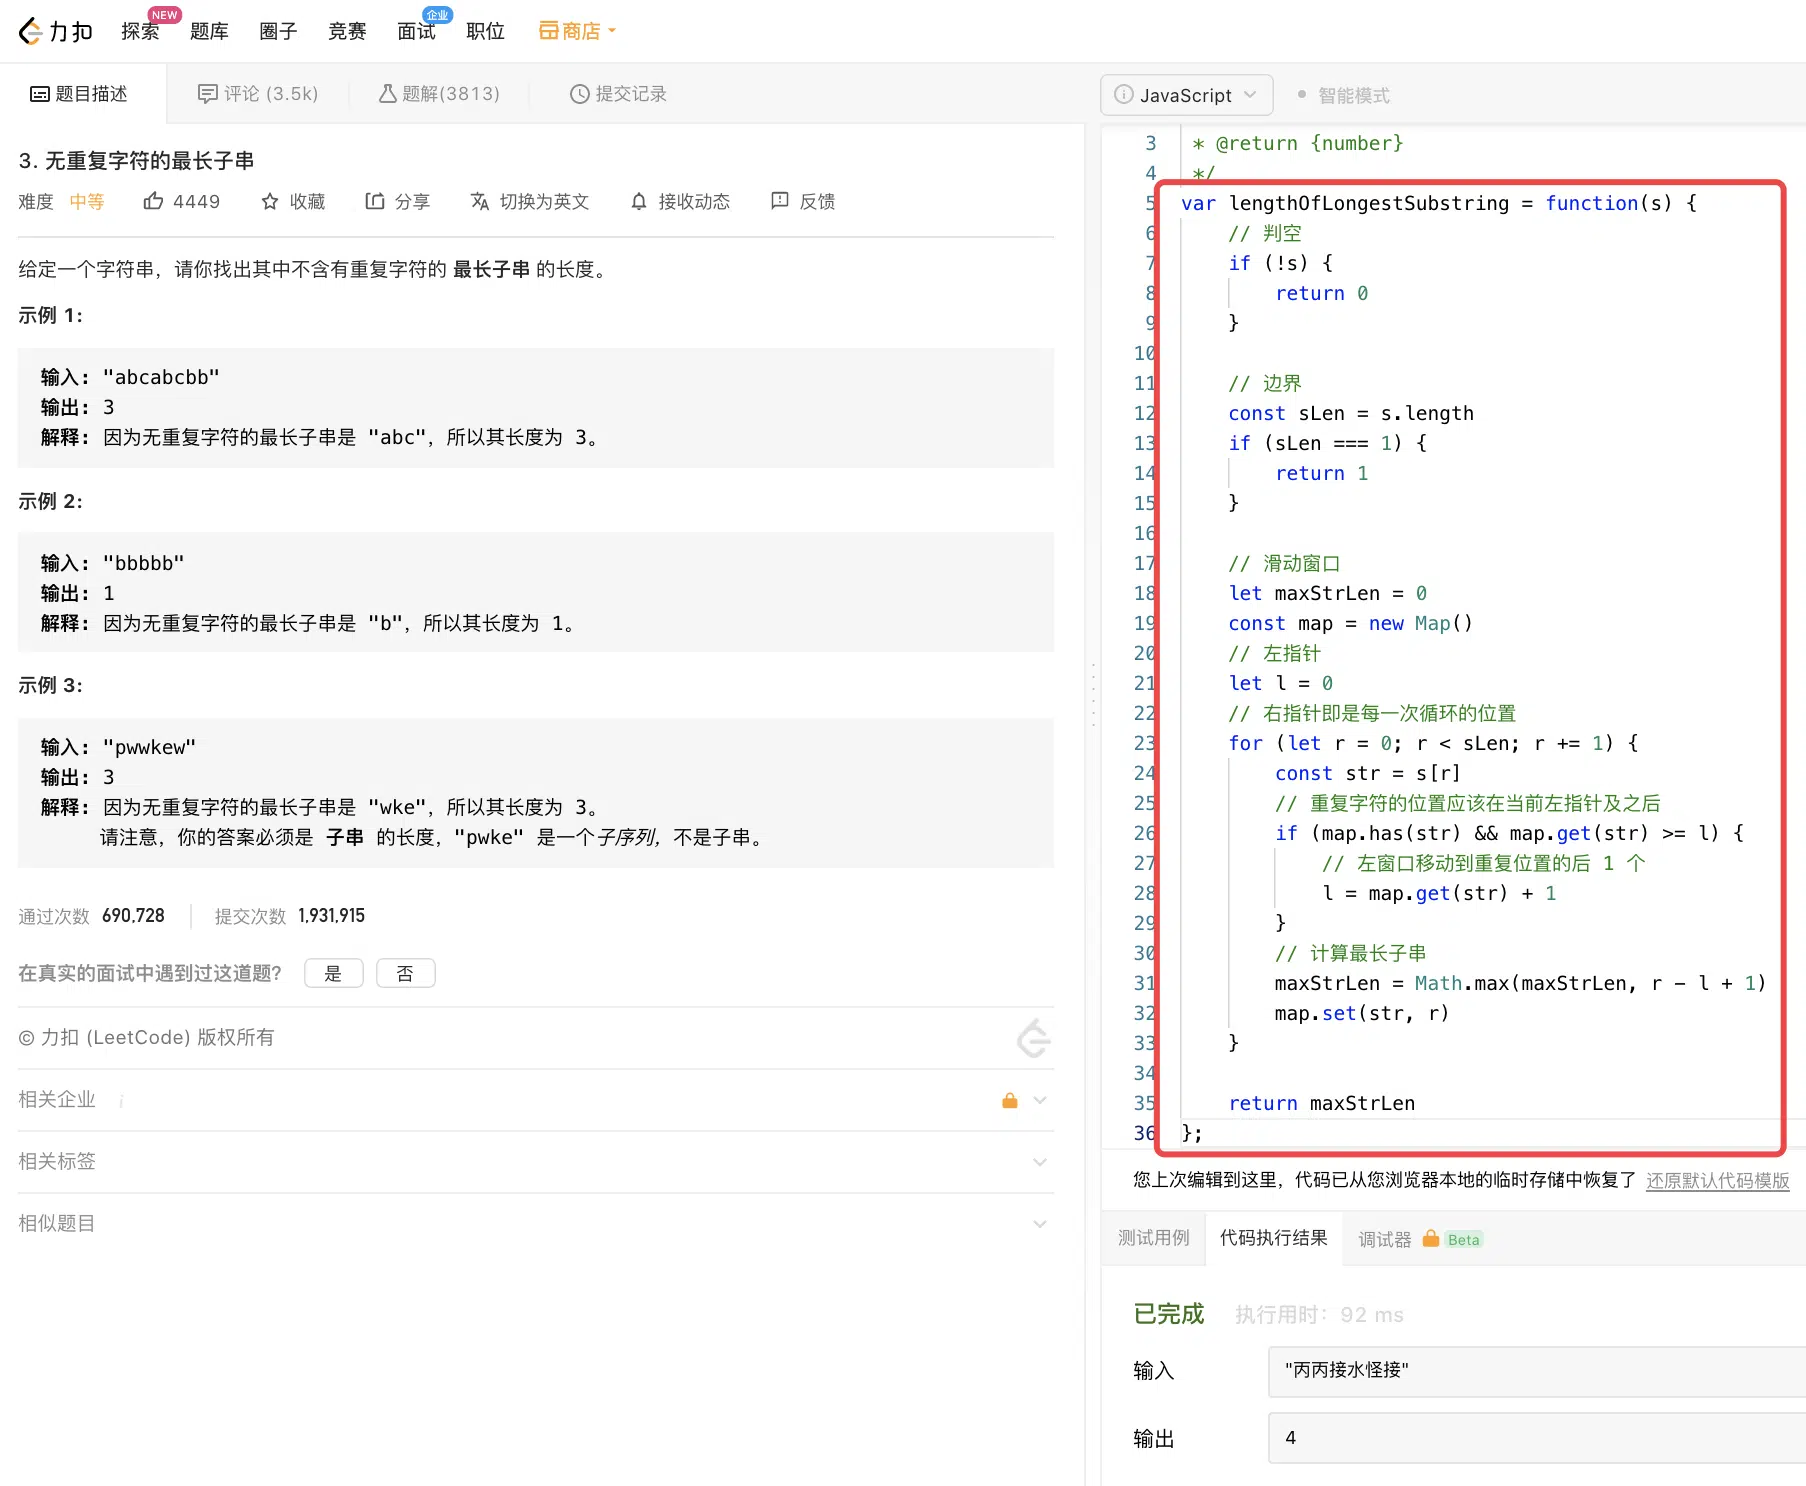 力扣 探索 NEW 题库 圈子 竞赛 面试 企业 职位 商店
题目描述 评论 (3.5k) 题解(3813) 提交记录
3. 无重复字符的最长子串
难度 中等 4449 收藏 分享 切换为英文 接收动态 反馈
给定一个字符串，请你找出其中不含有重复字符的 最长子串 的长度。
示例 1:
输入: "abcabcbb"
输出: 3
解释: 因为无重复字符的最长子串是 "abc"，所以其长度为 3。
示例 2:
输入: "bbbbb"
输出: 1
解释: 因为无重复字符的最长子串是 "b"，所以其长度为 1。
示例 3:
输入: "pwwkew"
输出: 3
解释: 因为无重复字符的最长子串是 "wke"，所以其长度为 3。
请注意，你的答案必须是 子串 的长度，"pwke" 是一个子序列，不是子串。
通过次数 690,728 提交次数 1,931,915
在真实的面试中遇到过这道题? 是 否
© 力扣 (LeetCode) 版权所有
相关企业 i
相关标签
相似题目
JavaScript 智能模式
3 * @return {number}
4 */
5 var lengthOfLongestSubstring = function(s) {
6 // 判空
7 if (!s) {
8 return 0
9 }
10
11 // 边界
12 const sLen = s.length
13 if (sLen === 1) {
14 return 1
15 }
16
17 // 滑动窗口
18 let maxStrLen = 0
19 const map = new Map()
20 // 左指针
21 let l = 0
22 // 右指针即是每一次循环的位置
23 for (let r = 0; r < sLen; r += 1) {
24 const str = s[r]
25 // 重复字符的位置应该在当前左指针及之后
26 if (map.has(str) && map.get(str) >= l) {
27 // 左窗口移动到重复位置的后 1 个
28 l = map.get(str) + 1
29 }
30 // 计算最长子串
31 maxStrLen = Math.max(maxStrLen, r - l + 1)
32 map.set(str, r)
33 }
34
35 return maxStrLen
36 };
您上次编辑到这里，代码已从您浏览器本地的临时存储中恢复了 还原默认代码模版
测试用例 代码执行结果 调试器 Beta
已完成 执行用时: 92 ms
输入 "丙丙接水怪接"
输出 4